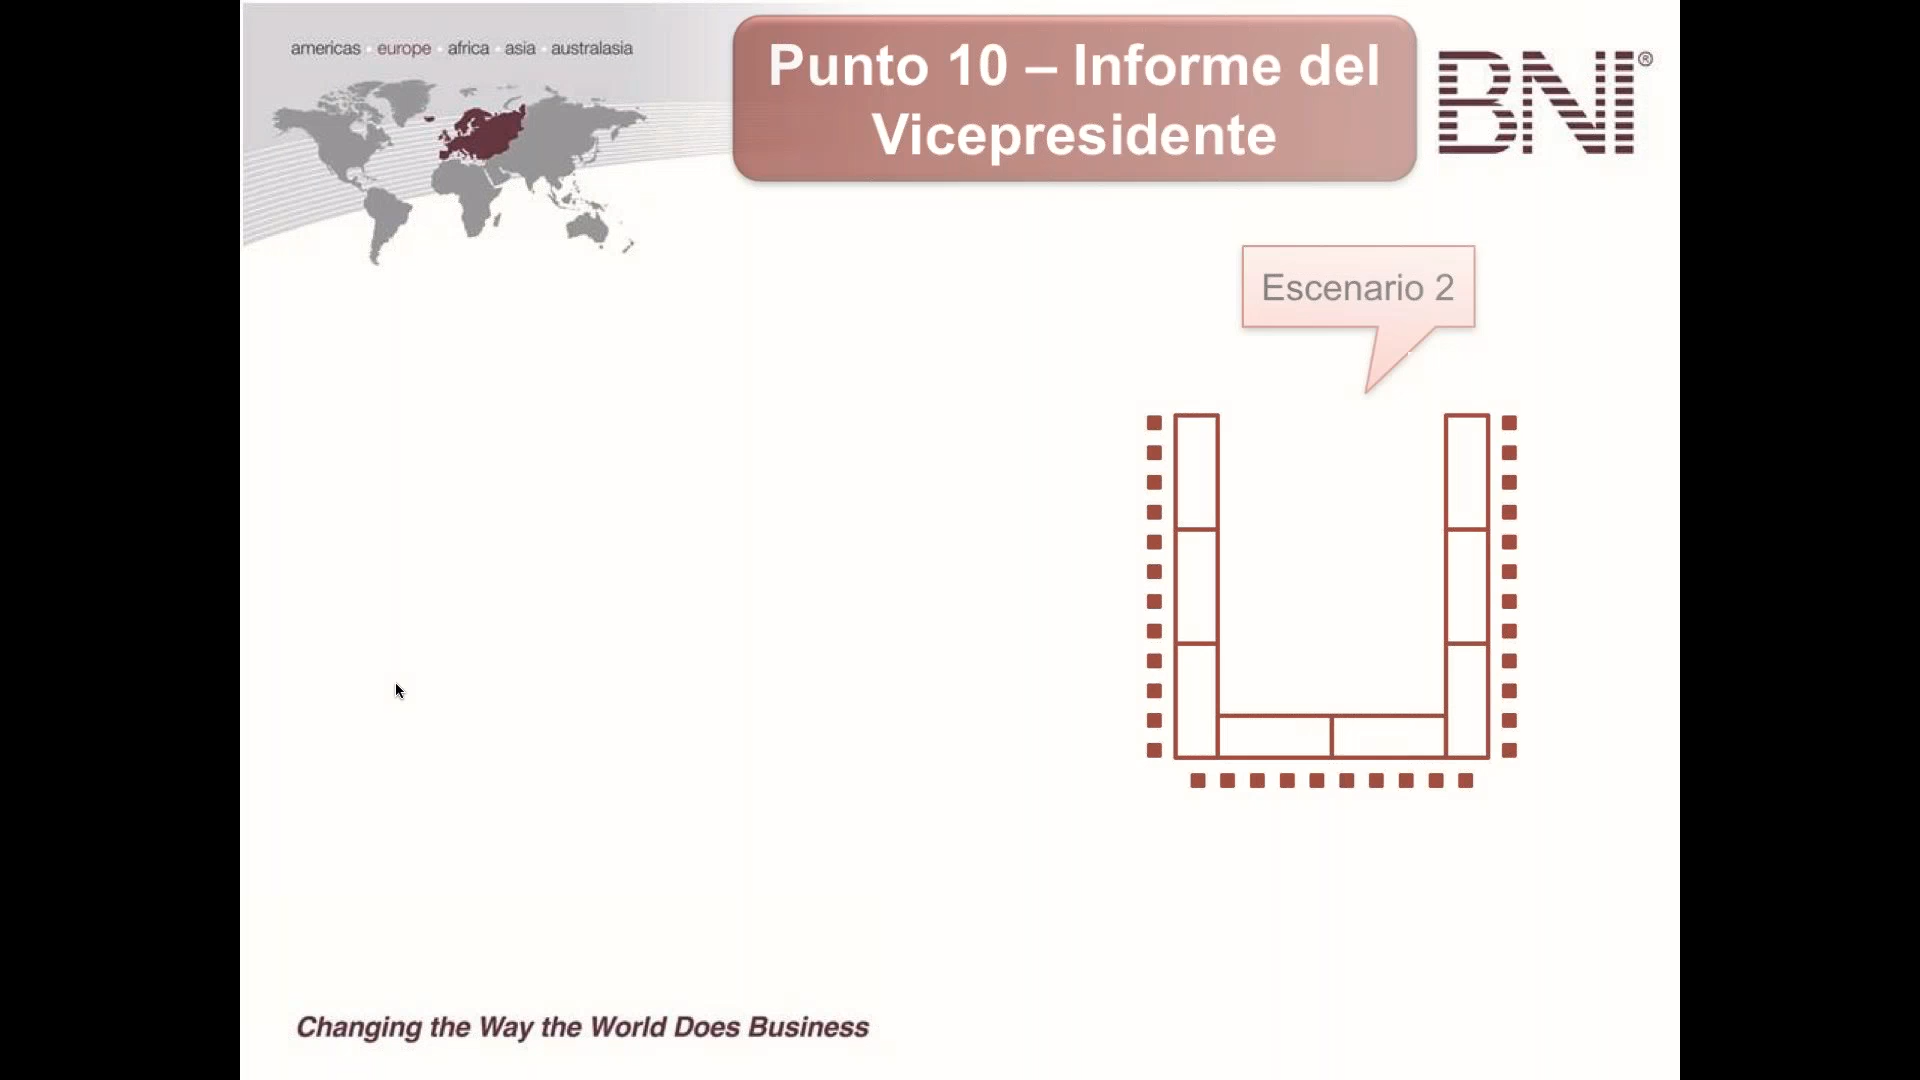 americas europe africa asia australasia
Punto 10 – Informe del
Vicepresidente
BNI®
Escenario 2
Changing the Way the World Does Business